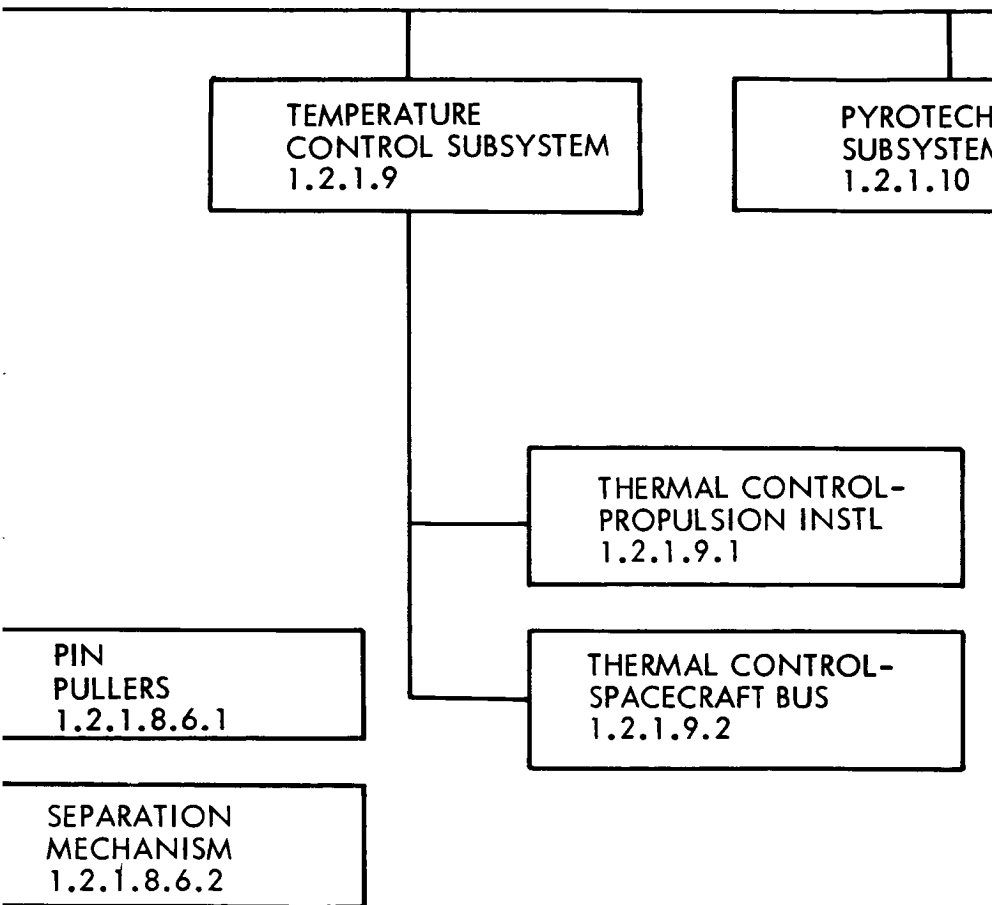 TEMPERATURE
CONTROL SUBSYSTEM
1.2.1.9
PYROTECH
SUBSYSTEM
1.2.1.10
THERMAL CONTROL-
PROPULSION INSTL
1.2.1.9.1
THERMAL CONTROL-
SPACECRAFT BUS
1.2.1.9.2
PIN
PULLERS
1.2.1.8.6.1
SEPARATION
MECHANISM
1.2.1.8.6.2